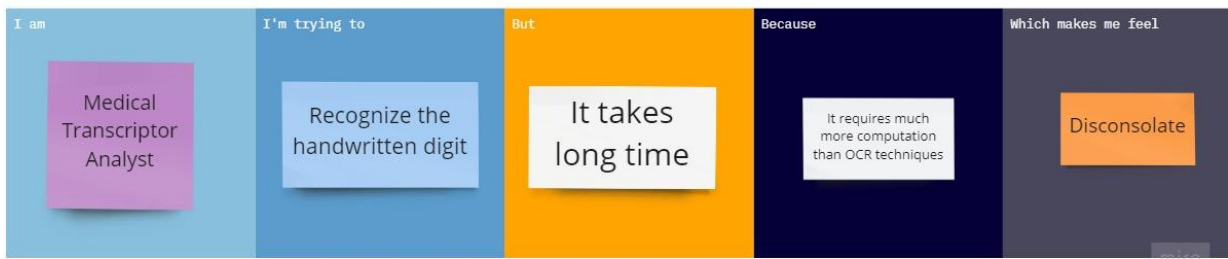 I am
Medical
Transcriptor
Analyst
I'm trying to
Recognize the
handwritten digit
But
It takes
long time
Because
It requires much
more computation
than OCR techniques
Which makes me feel
Disconsolate